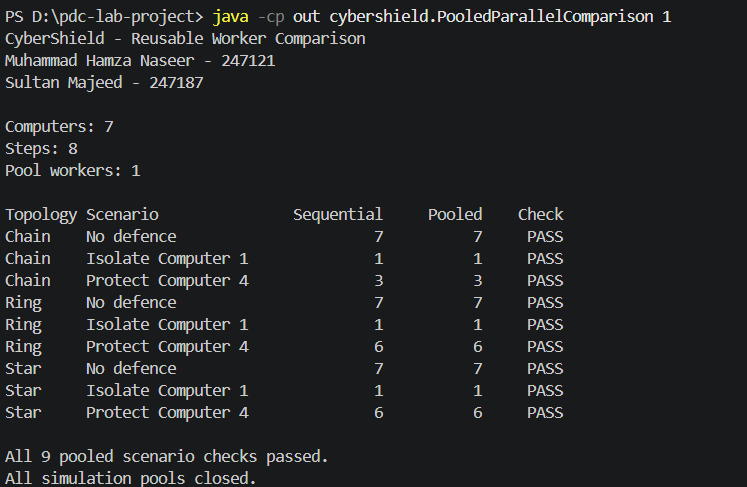 PS D:\pdc-lab-project> java -cp out cybershield.PooledParallelComparison 1
CyberShield - Reusable Worker Comparison
Muhammad Hamza Naseer - 247121
Sultan Majeed - 247187
Computers: 7
Steps: 8
Pool workers: 1
Topology Scenario Sequential Pooled Check
Chain No defence 7 7 PASS
Chain Isolate Computer 1 1 1 PASS
Chain Protect Computer 4 3 3 PASS
Ring No defence 7 7 PASS
Ring Isolate Computer 1 1 1 PASS
Ring Protect Computer 4 6 6 PASS
Star No defence 7 7 PASS
Star Isolate Computer 1 1 1 PASS
Star Protect Computer 4 6 6 PASS
All 9 pooled scenario checks passed.
All simulation pools closed.